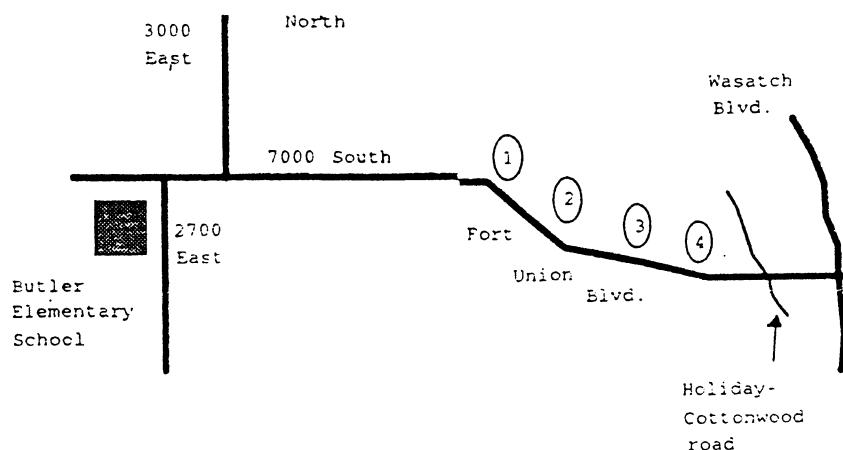 3000
East
North
Wasatch
Blvd.
7000 South
1
2
3
4
2700
East
Fort
Union
Blvd.
Butler
Elementary
School
Holiday-
Cottonwood
road